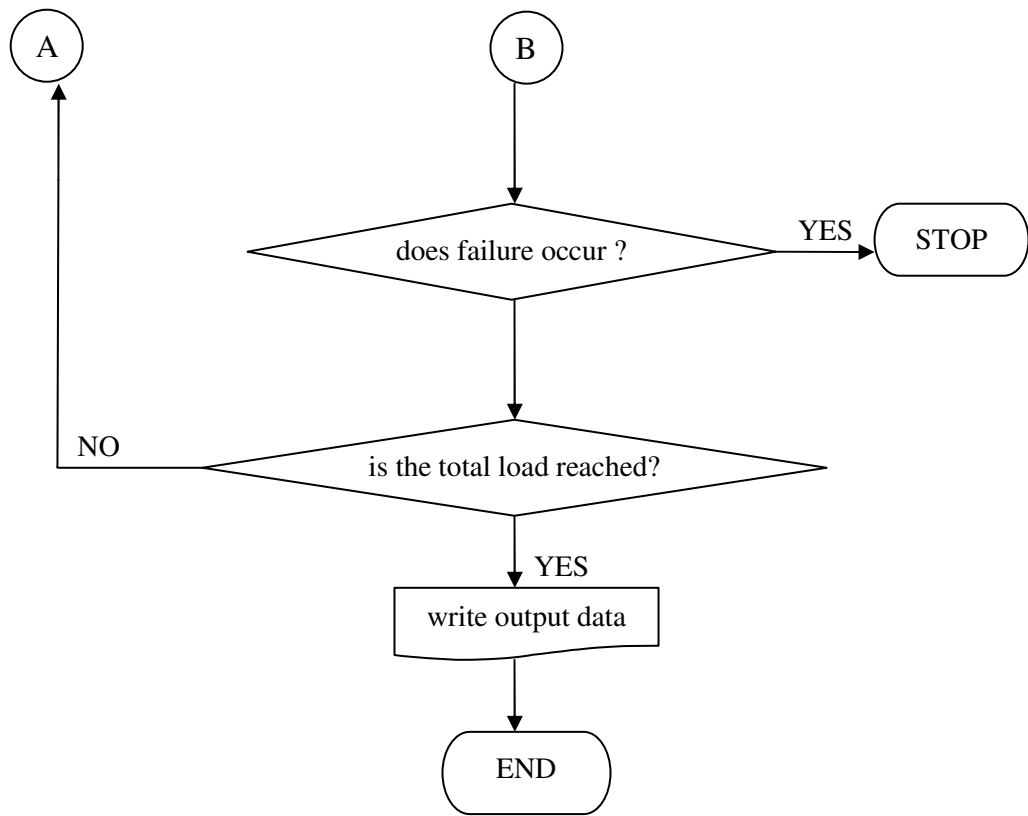 A
B
does failure occur ?
YES
STOP
NO
is the total load reached?
YES
write output data
END